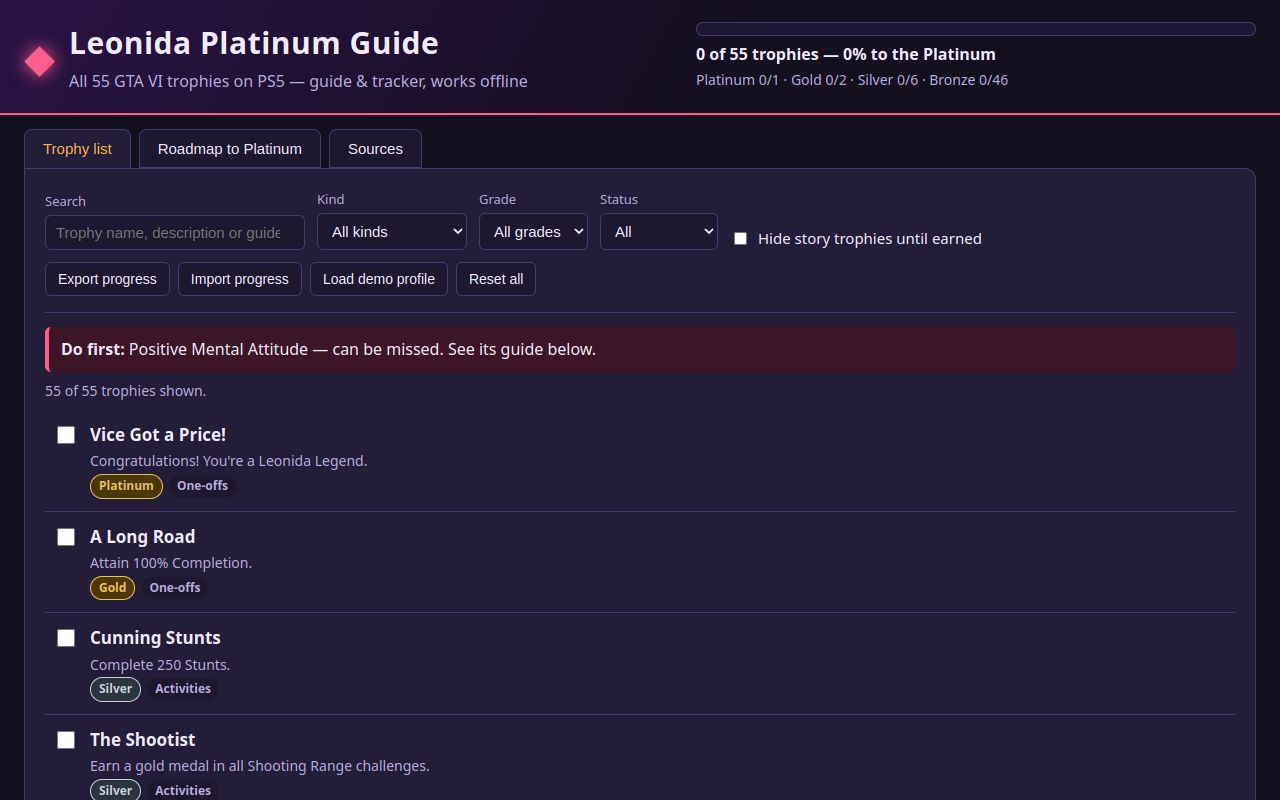 Leonida Platinum Guide
All 55 GTA VI trophies on PS5 — guide & tracker, works offline
0 of 55 trophies — 0% to the Platinum
Platinum 0/1 · Gold 0/2 · Silver 0/6 · Bronze 0/46
Trophy list
Roadmap to Platinum
Sources
Search
Kind
Grade
Status
Trophy name, description or guide
All kinds
All grades
All
Hide story trophies until earned
Export progress
Import progress
Load demo profile
Reset all
Do first: Positive Mental Attitude — can be missed. See its guide below.
55 of 55 trophies shown.
Vice Got a Price!
Congratulations! You're a Leonida Legend.
Platinum One-offs
A Long Road
Attain 100% Completion.
Gold One-offs
Cunning Stunts
Complete 250 Stunts.
Silver Activities
The Shootist
Earn a gold medal in all Shooting Range challenges.
Silver Activities